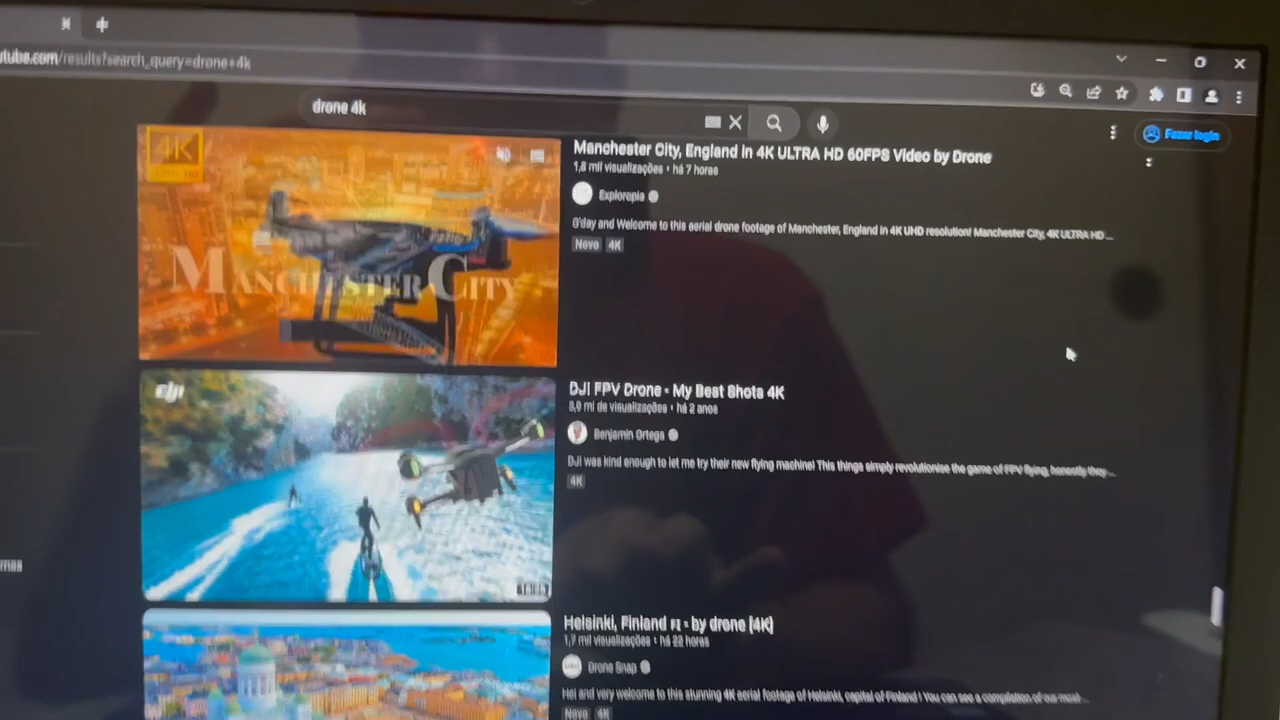 utube.com/results?search_query=drone+4k
drone 4k
Fazer login
4K
MANCHESTER CITY
Manchester City, England in 4K ULTRA HD 60FPS Video by Drone
1,8 mil visualizações • há 7 horas
Exploropia
G'day and Welcome to this aerial drone footage of Manchester, England in 4K UHD resolution! Manchester City, 4K ULTRA HD ...
Novo 4K
dji
DJI FPV Drone - My Best Shots 4K
mi de visualizações • há 2 anos
Benjamin Ortega
DJI was kind enough to let me try their new flying machine! This things simply revolutionise the game of FPV flying, honestly they ...
4K
Helsinki, Finland FI - by drone [4K]
1,7 mil visualizações • há 22 horas
Drone Snap
Hei and very welcome to this stunning 4K aerial footage of Helsinki, capital of Finland ! You can see a compilation of our most ...
Novo 4K